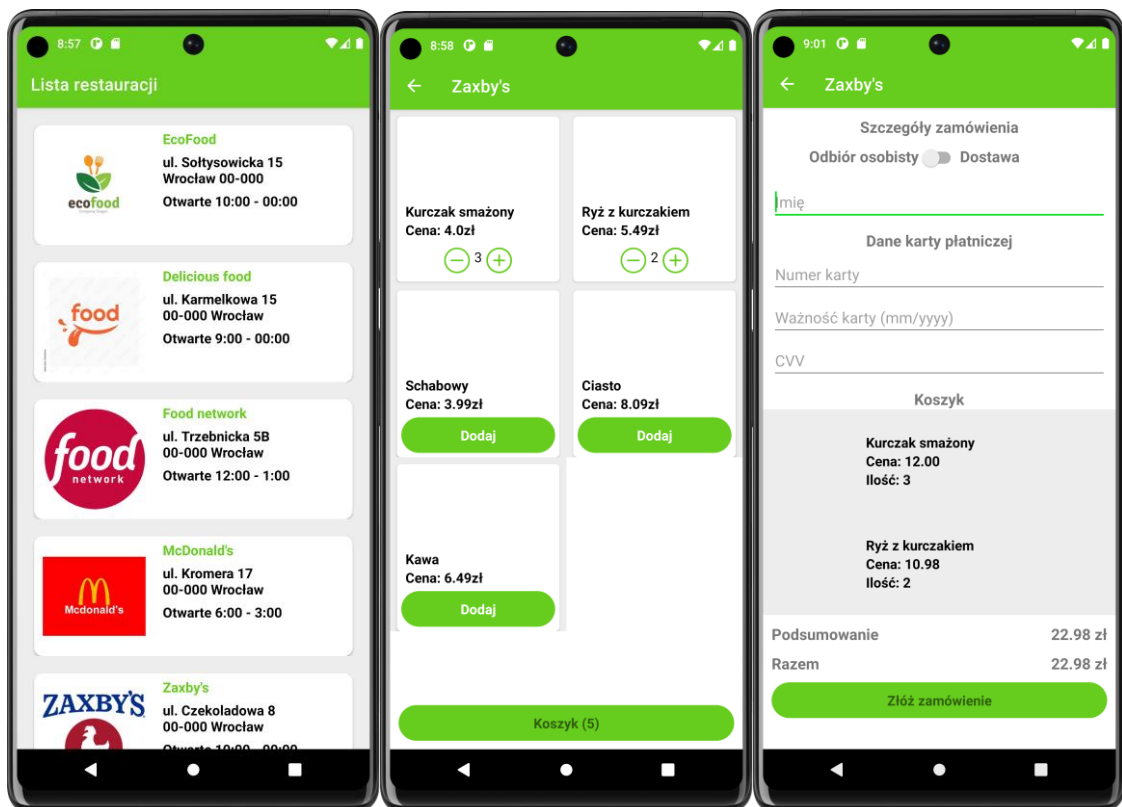 8:57
Lista restauracji
ecofood
EcoFood
ul. Sołtysowicka 15
Wrocław 00-000
Otwarte 10:00 - 00:00
food
Delicious food
ul. Karmelkowa 15
00-000 Wrocław
Otwarte 9:00 - 00:00
food
network
Food network
ul. Trzebnicka 5B
00-000 Wrocław
Otwarte 12:00 - 1:00
Mcdonald's
McDonald's
ul. Kromera 17
00-000 Wrocław
Otwarte 6:00 - 3:00
ZAXBY'S
Zaxby's
ul. Czekoladowa 8
00-000 Wrocław
8:58
Zaxby's
Kurczak smażony
Cena: 4.0zł
3
Ryż z kurczakiem
Cena: 5.49zł
2
Schabowy
Cena: 3.99zł
Dodaj
Ciasto
Cena: 8.09zł
Dodaj
Kawa
Cena: 6.49zł
Dodaj
Koszyk (5)
9:01
Zaxby's
Szczegóły zamówienia
Odbiór osobisty Dostawa
Imię
Dane karty płatniczej
Numer karty
Ważność karty (mm/yyyy)
CVV
Koszyk
Kurczak smażony
Cena: 12.00
Ilość: 3
Ryż z kurczakiem
Cena: 10.98
Ilość: 2
Podsumowanie 22.98 zł
Razem 22.98 zł
Złóż zamówienie